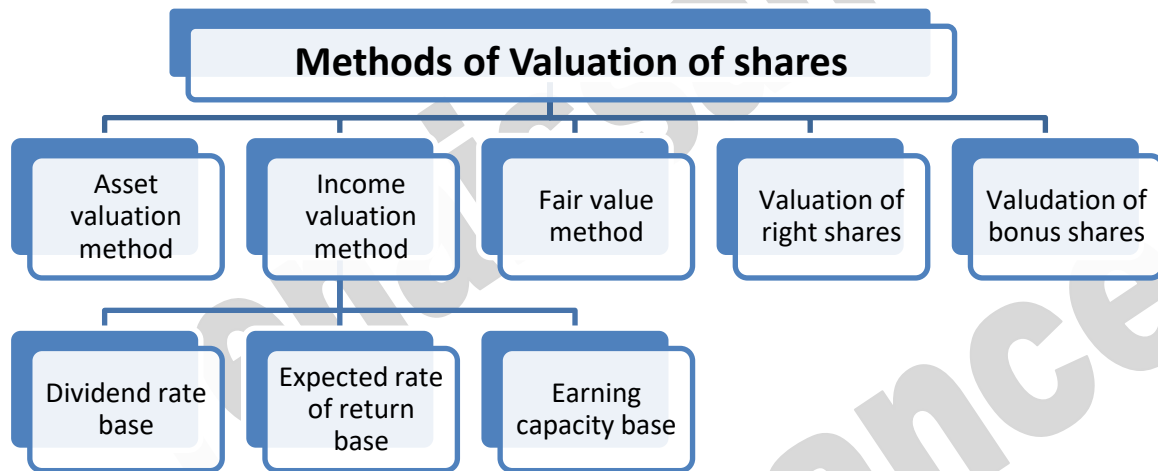 Methods of Valuation of shares
Asset
valuation
method
Income
valuation
method
Fair value
method
Valuation of
right shares
Valudation of
bonus shares
Dividend rate
base
Expected rate
of return
base
Earning
capacity base